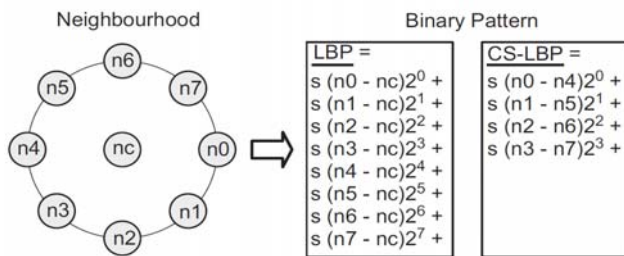 Neighbourhood
Binary Pattern
n6
n5
n7
n4
nc
n0
n3
n1
n2
LBP =
s (n0 - nc)2⁰ +
s (n1 - nc)2¹ +
s (n2 - nc)2² +
s (n3 - nc)2³ +
s (n4 - nc)2⁴ +
s (n5 - nc)2⁵ +
s (n6 - nc)2⁶ +
s (n7 - nc)2⁷ +
CS-LBP =
s (n0 - n4)2⁰ +
s (n1 - n5)2¹ +
s (n2 - n6)2² +
s (n3 - n7)2³ +